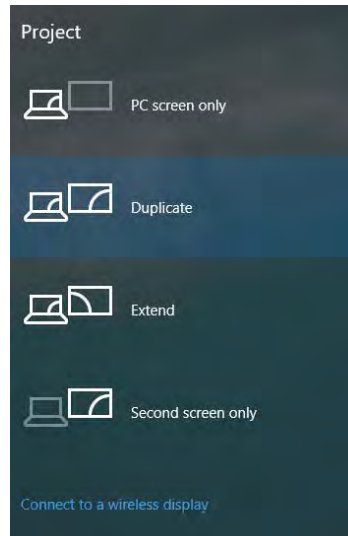 Project
PC screen only
Duplicate
Extend
Second screen only
Connect to a wireless display